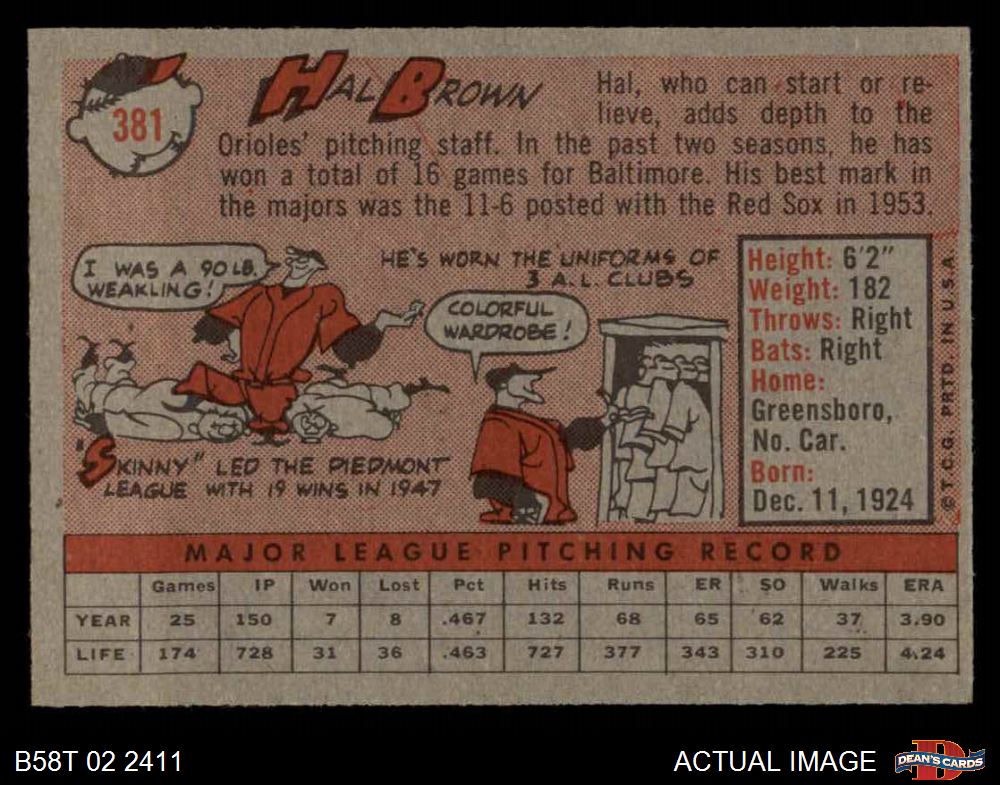 381
HAL BROWN
Hal, who can start or re-
lieve, adds depth to the
Orioles' pitching staff. In the past two seasons, he has
won a total of 16 games for Baltimore. His best mark in
the majors was the 11-6 posted with the Red Sox in 1953.
I WAS A 90 LB.
WEAKLING!
HE'S WORN THE UNIFORMS OF
3 A.L. CLUBS
COLORFUL
WARDROBE!
"SKINNY" LED THE PIEDMONT
LEAGUE WITH 19 WINS IN 1947
Height: 6'2"
Weight: 182
Throws: Right
Bats: Right
Home:
Greensboro,
No. Car.
Born:
Dec. 11, 1924
© T.C.G. PRTD. IN U.S.A.
MAJOR LEAGUE PITCHING RECORD
Games IP Won Lost Pct Hits Runs ER SO Walks ERA
YEAR 25 150 7 8 .467 132 68 65 62 37 3.90
LIFE 174 728 31 36 .463 727 377 343 310 225 4.24
B58T 02 2411
ACTUAL IMAGE
D
DEAN'S CARDS